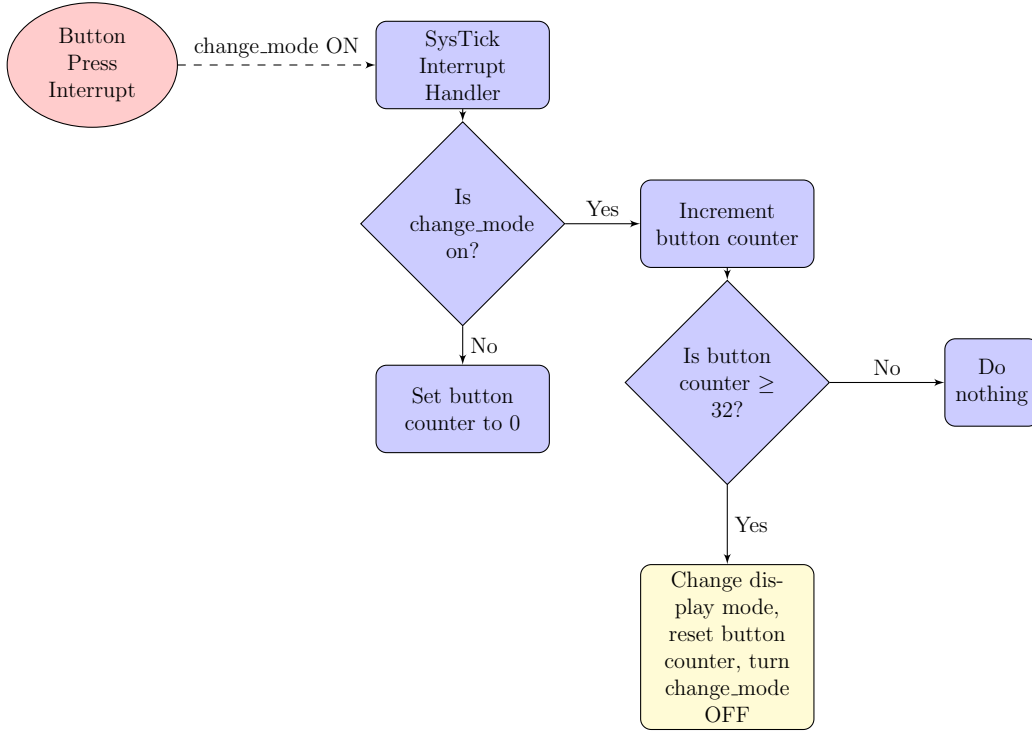 Button
Press
Interrupt
change_mode ON
SysTick
Interrupt
Handler
Is
change_mode
on?
Yes
Increment
button counter
No
Set button
counter to 0
Is button
counter ≥
32?
No
Do
nothing
Yes
Change dis-
play mode,
reset button
counter, turn
change_mode
OFF